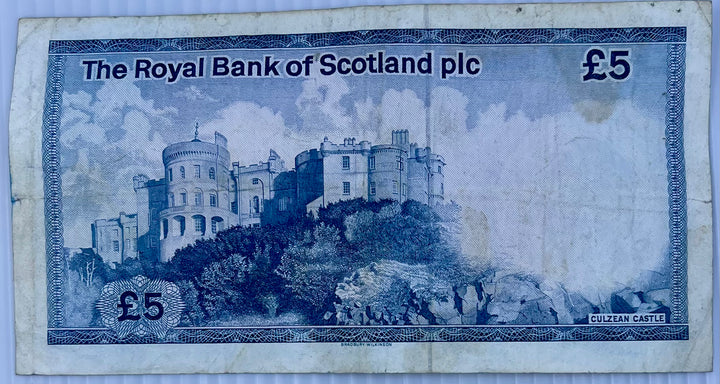 The Royal Bank of Scotland plc £5
£5 CULZEAN CASTLE
BRADBURY WILKINSON